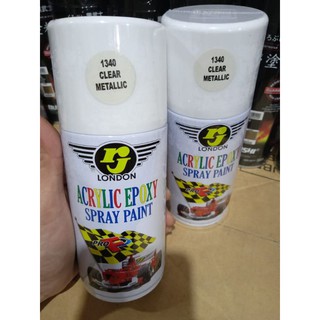 1340
CLEAR
METALLIC
rj
LONDON
ACRYLIC EPOXY
SPRAY PAINT
1340
CLEAR
METALLIC
rj
LONDON
ACRYLIC EPOXY
SPRAY PAINT